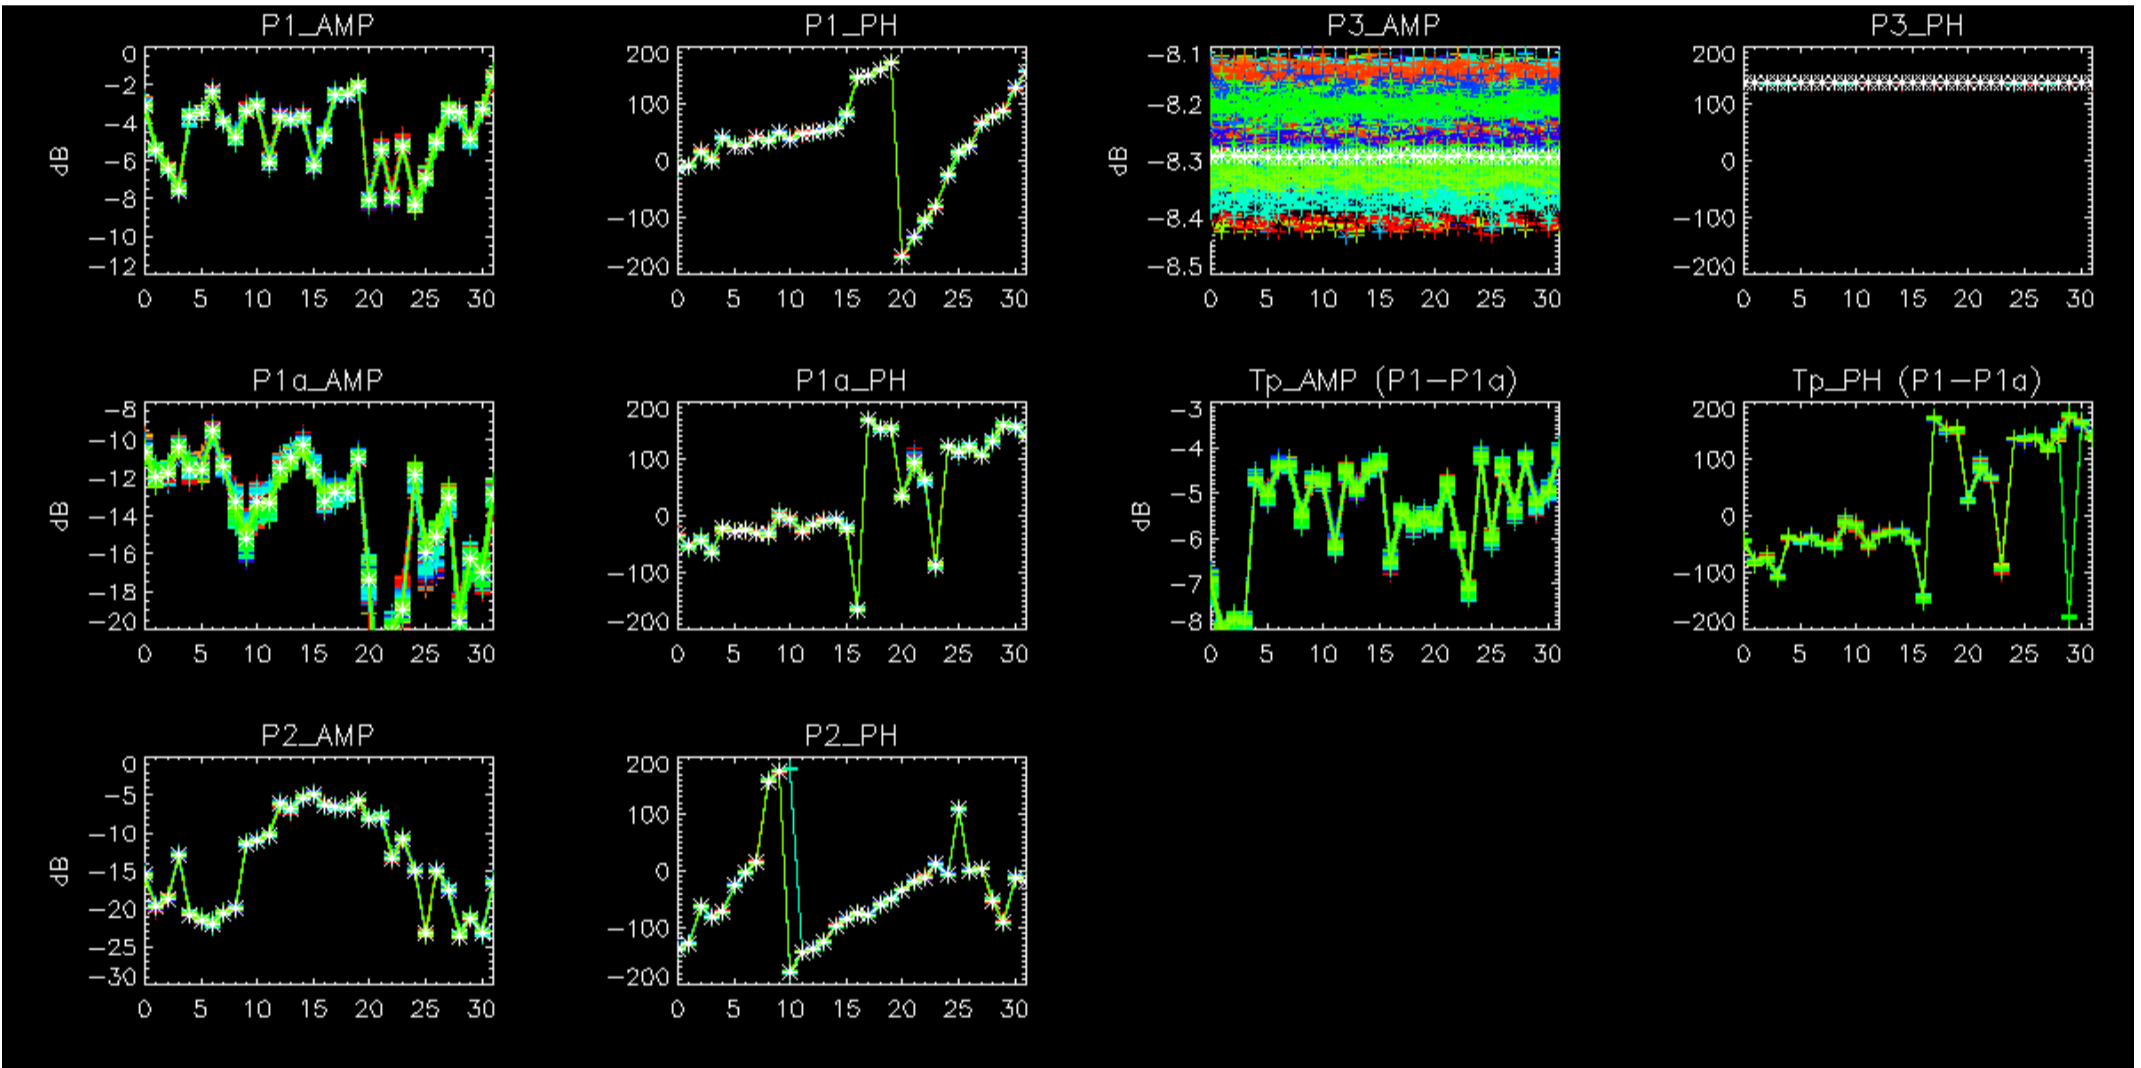 P1_AMP P1_PH P3_AMP P3_PH
0 200 -8.1 200
-2
-4 100 -8.2 100
dB -6 0 dB -8.3 0
-8 -100 -8.4 -100
-10
-12 -200 -8.5 -200
0 5 10 15 20 25 30 0 5 10 15 20 25 30 0 5 10 15 20 25 30 0 5 10 15 20 25 30
P1a_AMP P1a_PH Tp_AMP (P1-P1a) Tp_PH (P1-P1a)
-8 200 -3 200
-10 100 -4 100
-12
dB -14 0 dB -5 0
-16 -100 -6 -100
-18 -7
-20 -200 -8 -200
0 5 10 15 20 25 30 0 5 10 15 20 25 30 0 5 10 15 20 25 30 0 5 10 15 20 25 30
P2_AMP P2_PH
0 200
-5 100
-10
dB -15 0
-20 -100
-25
-30 -200
0 5 10 15 20 25 30 0 5 10 15 20 25 30